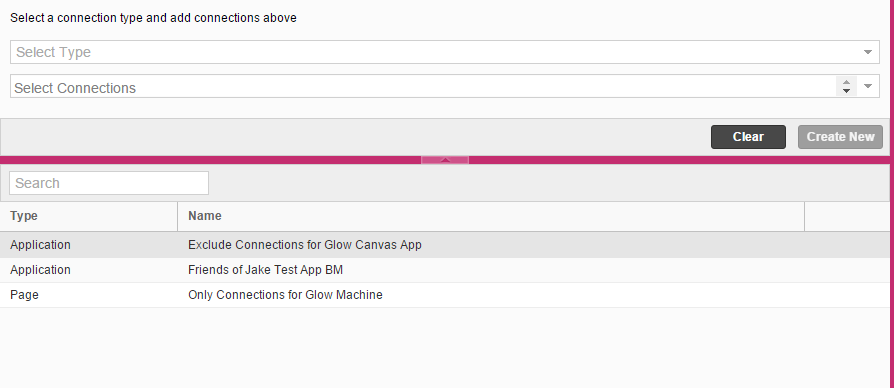 Select a connection type and add connections above
Select Type
Select Connections
Clear Create New
Search
Type Name
Application Exclude Connections for Glow Canvas App
Application Friends of Jake Test App BM
Page Only Connections for Glow Machine